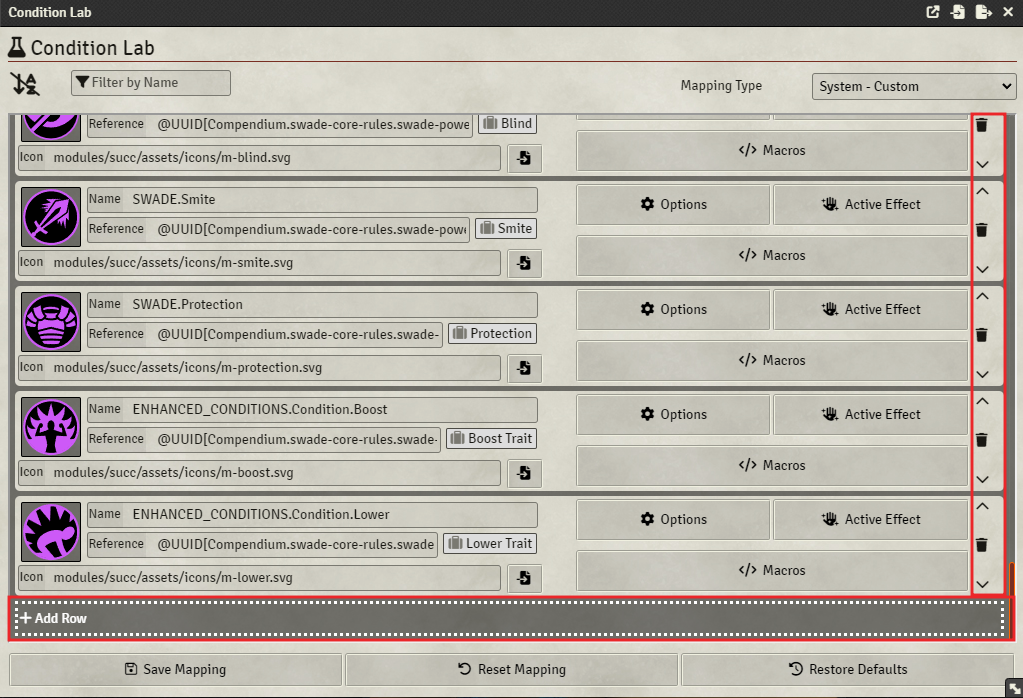 Condition Lab
Condition Lab
Filter by Name
Mapping Type
System - Custom
Reference @UUID[Compendium.swade-core-rules.swade-powe Blind
Icon modules/succ/assets/icons/m-blind.svg
</> Macros
Name SWADE.Smite
Options
Active Effect
Reference @UUID[Compendium.swade-core-rules.swade-powe Smite
Icon modules/succ/assets/icons/m-smite.svg
</> Macros
Name SWADE.Protection
Options
Active Effect
Reference @UUID[Compendium.swade-core-rules.swade- Protection
Icon modules/succ/assets/icons/m-protection.svg
</> Macros
Name ENHANCED_CONDITIONS.Condition.Boost
Options
Active Effect
Reference @UUID[Compendium.swade-core-rules.swade- Boost Trait
Icon modules/succ/assets/icons/m-boost.svg
</> Macros
Name ENHANCED_CONDITIONS.Condition.Lower
Options
Active Effect
Reference @UUID[Compendium.swade-core-rules.swade Lower Trait
Icon modules/succ/assets/icons/m-lower.svg
</> Macros
+ Add Row
Save Mapping
Reset Mapping
Restore Defaults